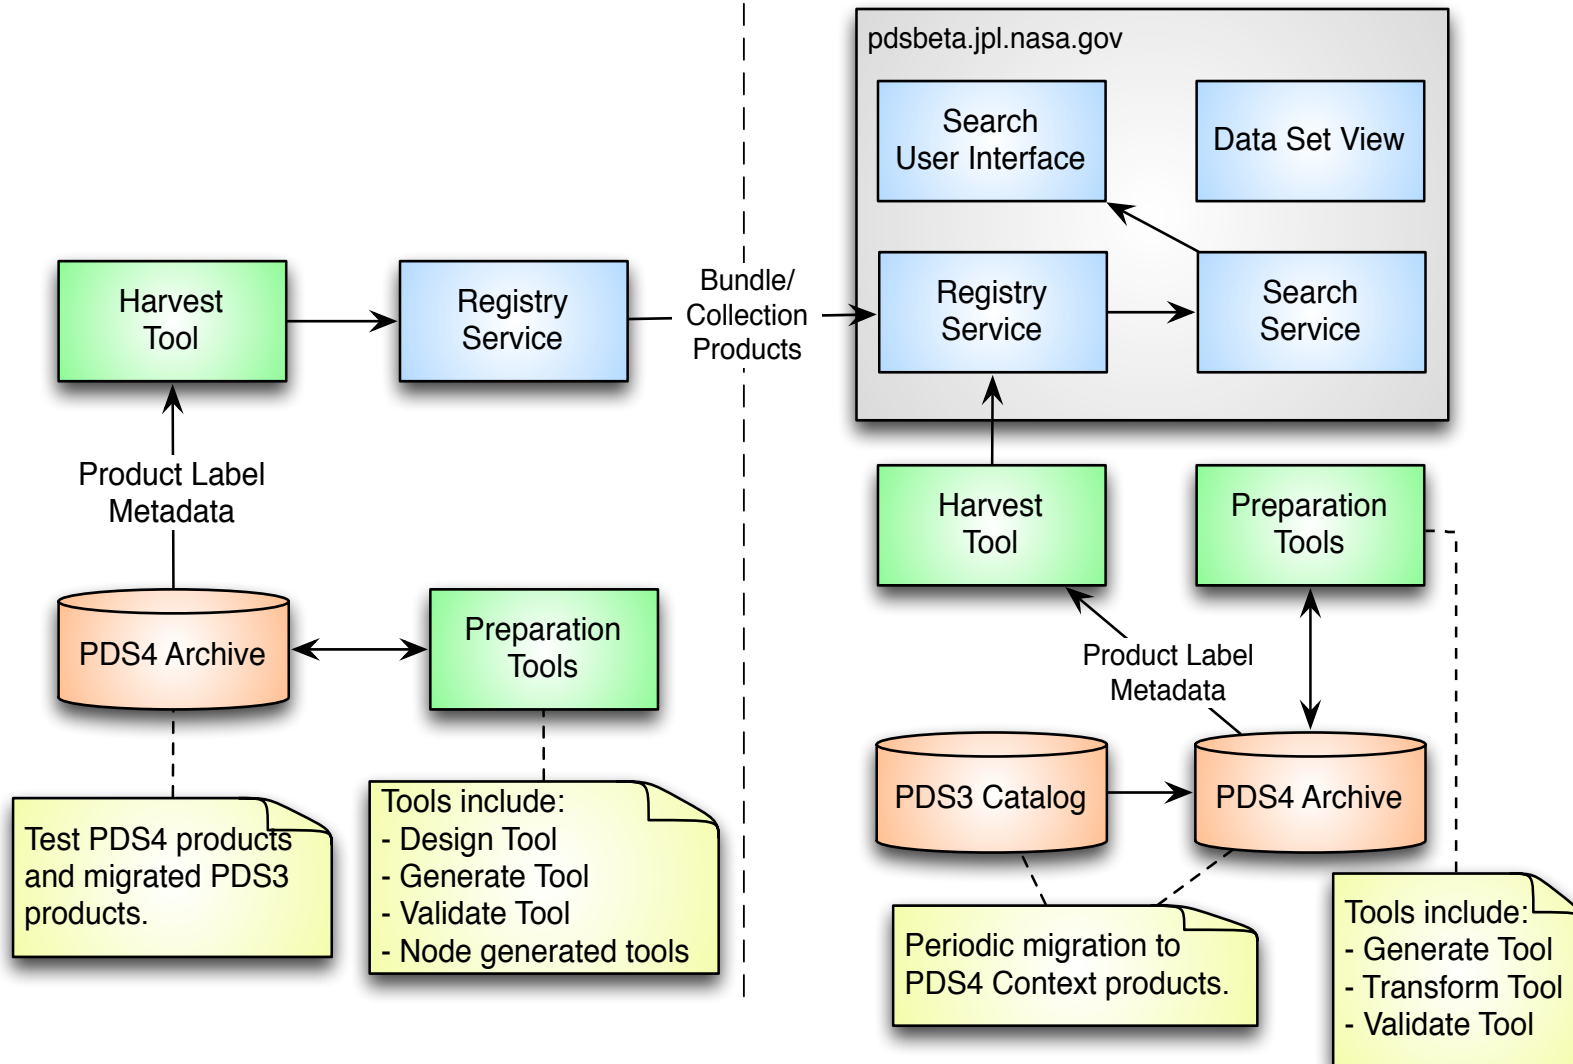 pdsbeta.jpl.nasa.gov
Search
User Interface
Data Set View
Harvest
Tool
Registry
Service
Bundle/
Collection
Products
Registry
Service
Search
Service
Product Label
Metadata
Harvest
Tool
Preparation
Tools
PDS4 Archive
Preparation
Tools
Product Label
Metadata
PDS3 Catalog
PDS4 Archive
Test PDS4 products
and migrated PDS3
products.
Tools include:
- Design Tool
- Generate Tool
- Validate Tool
- Node generated tools
Periodic migration to
PDS4 Context products.
Tools include:
- Generate Tool
- Transform Tool
- Validate Tool